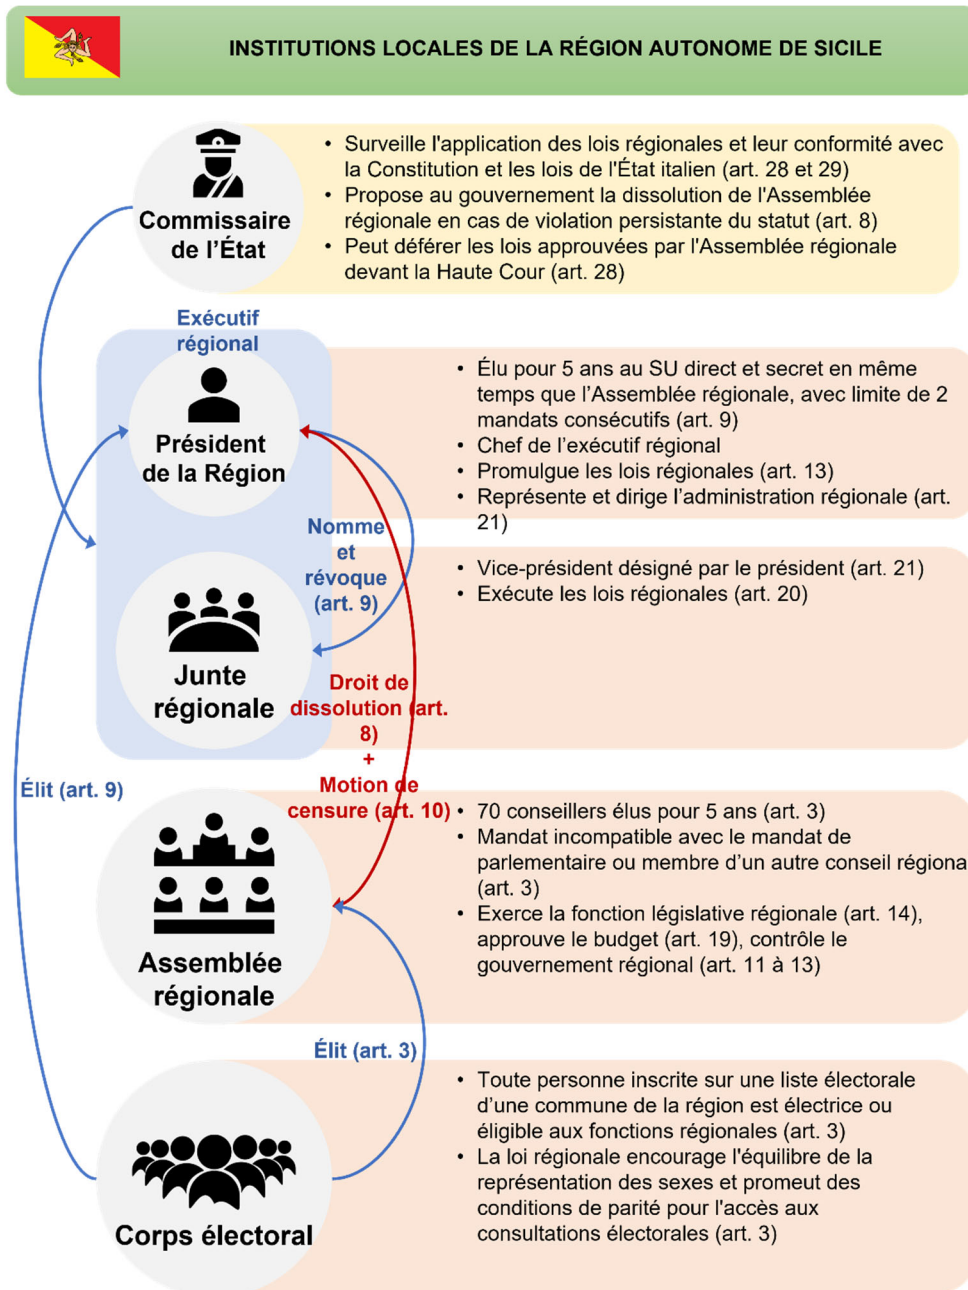 INSTITUTIONS LOCALES DE LA RÉGION AUTONOME DE SICILE
Commissaire
de l'État
• Surveille l'application des lois régionales et leur conformité avec
la Constitution et les lois de l'État italien (art. 28 et 29)
• Propose au gouvernement la dissolution de l'Assemblée
régionale en cas de violation persistante du statut (art. 8)
• Peut déférer les lois approuvées par l'Assemblée régionale
devant la Haute Cour (art. 28)
Exécutif
régional
Président
de la Région
• Élu pour 5 ans au SU direct et secret en même
temps que l'Assemblée régionale, avec limite de 2
mandats consécutifs (art. 9)
• Chef de l'exécutif régional
• Promulgue les lois régionales (art. 13)
• Représente et dirige l'administration régionale (art.
21)
Nomme
et
révoque
(art. 9)
Junte
régionale
• Vice-président désigné par le président (art. 21)
• Exécute les lois régionales (art. 20)
Droit de
dissolution (art.
8)
+
Motion de
censure (art. 10)
Élit (art. 9)
Assemblée
régionale
• 70 conseillers élus pour 5 ans (art. 3)
• Mandat incompatible avec le mandat de
parlementaire ou membre d'un autre conseil régiona
(art. 3)
• Exerce la fonction législative régionale (art. 14),
approuve le budget (art. 19), contrôle le
gouvernement régional (art. 11 à 13)
Élit (art. 3)
Corps électoral
• Toute personne inscrite sur une liste électorale
d'une commune de la région est électrice ou
éligible aux fonctions régionales (art. 3)
• La loi régionale encourage l'équilibre de la
représentation des sexes et promeut des
conditions de parité pour l'accès aux
consultations électorales (art. 3)